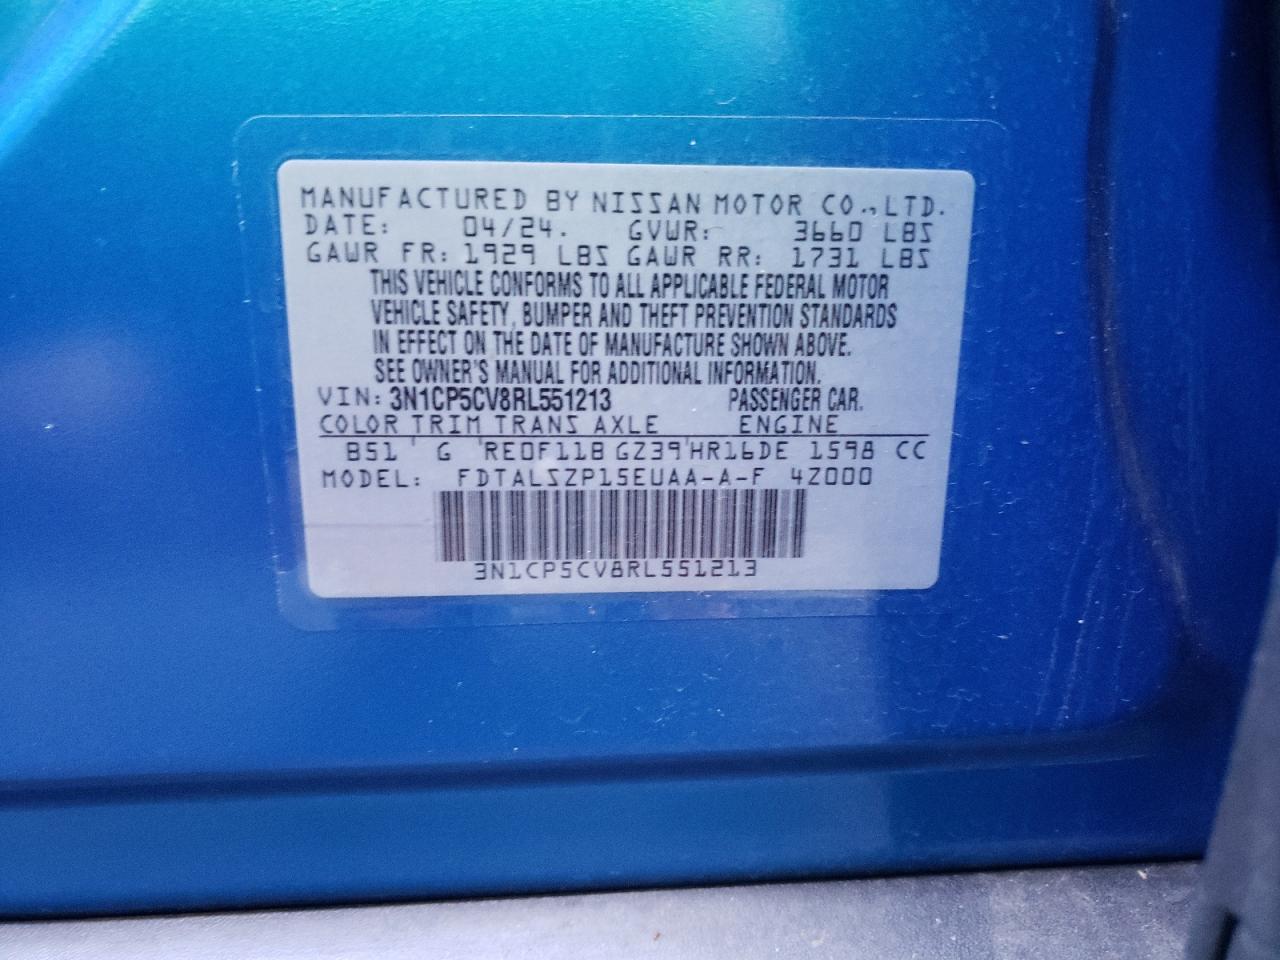 MANUFACTURED BY NISSAN MOTOR CO.,LTD.
DATE: 04/24. GVWR: 3660 LBS
GAWR FR: 1929 LBS GAWR RR: 1731 LBS
THIS VEHICLE CONFORMS TO ALL APPLICABLE FEDERAL MOTOR
VEHICLE SAFETY, BUMPER AND THEFT PREVENTION STANDARDS
IN EFFECT ON THE DATE OF MANUFACTURE SHOWN ABOVE.
SEE OWNER'S MANUAL FOR ADDITIONAL INFORMATION.
VIN: 3N1CP5CV8RL551213 PASSENGER CAR.
COLOR TRIM TRANS AXLE ENGINE
B51 ' G 'RE0F11B GZ39'HR16DE 1598 CC
MODEL: FDTALSZP15EUAA-A-F 4Z000
3N1CP5CV8RL551213